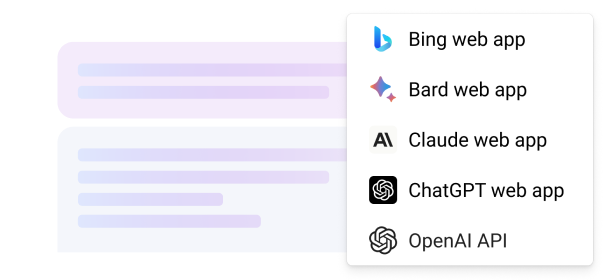 Bing web app
Bard web app
Claude web app
ChatGPT web app
OpenAI API